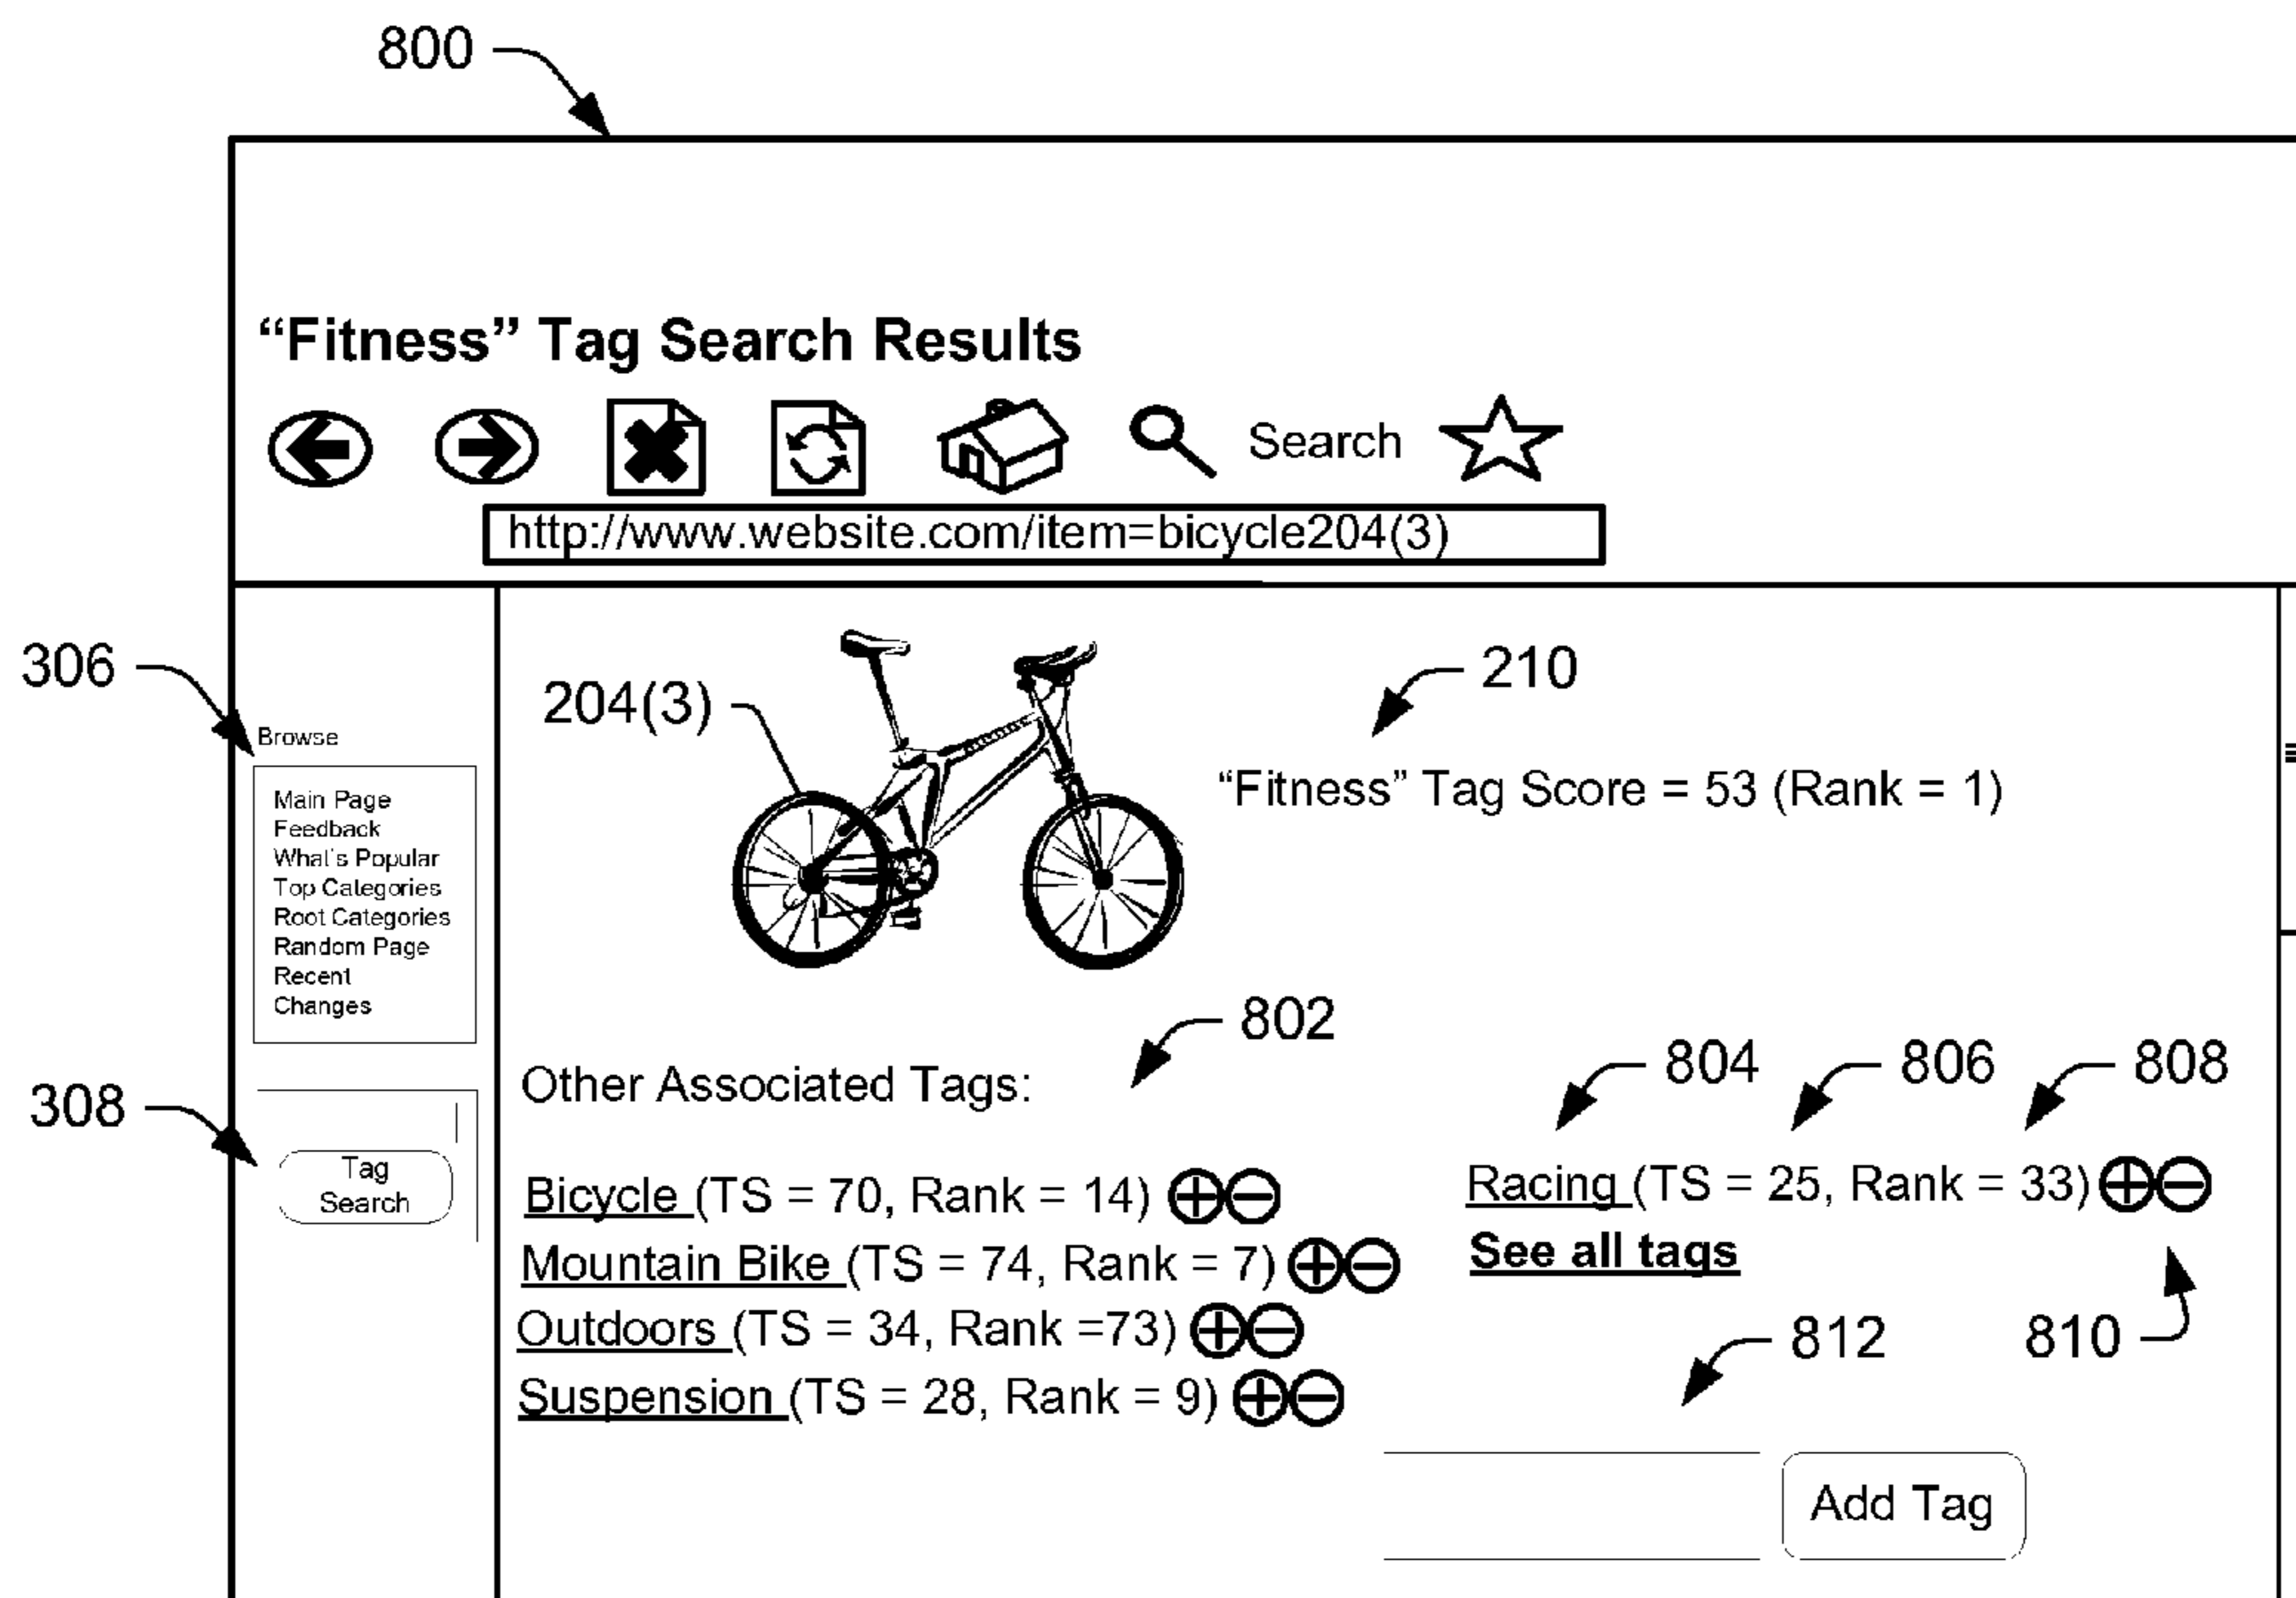 800
“Fitness” Tag Search Results
Search
http://www.website.com/item=bicycle204(3)
306
204(3)
210
Browse
“Fitness” Tag Score = 53 (Rank = 1)
Main Page
Feedback
What's Popular
Top Categories
Root Categories
Random Page
Recent
Changes
802
Other Associated Tags:
804
806
808
308
Tag
Search
Bicycle (TS = 70, Rank = 14)
Mountain Bike (TS = 74, Rank = 7)
Outdoors (TS = 34, Rank =73)
Suspension (TS = 28, Rank = 9)
Racing (TS = 25, Rank = 33)
See all tags
810
812
Add Tag